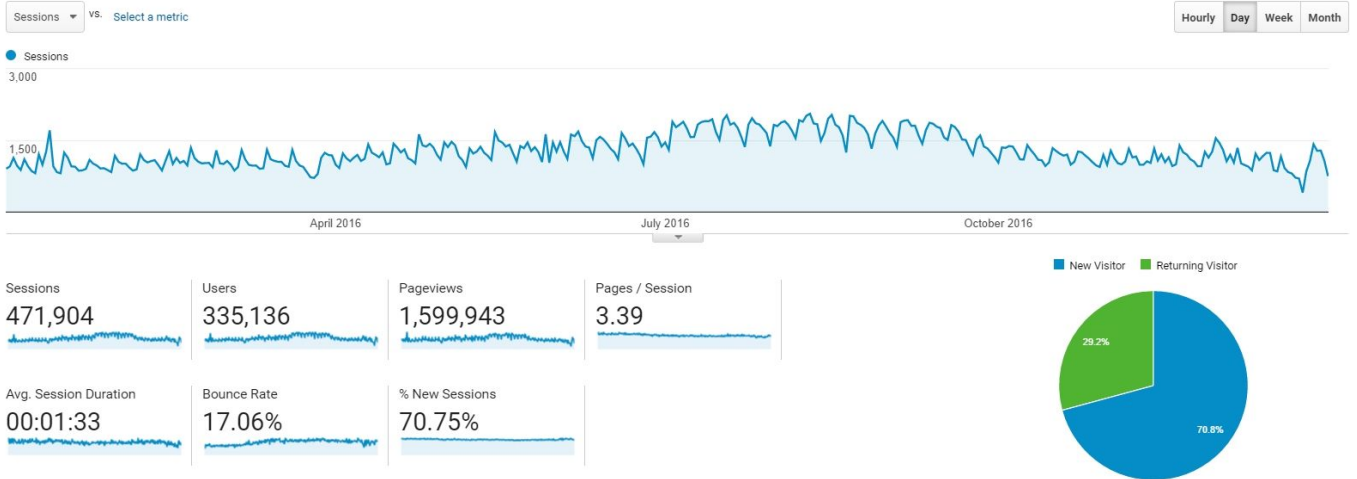 Sessions vs. Select a metric Hourly Day Week Month
Sessions
3,000
1,500
April 2016 July 2016 October 2016
New Visitor Returning Visitor
Sessions Users Pageviews Pages / Session
471,904 335,136 1,599,943 3.39
29.2%
Avg. Session Duration Bounce Rate % New Sessions
00:01:33 17.06% 70.75%
70.8%